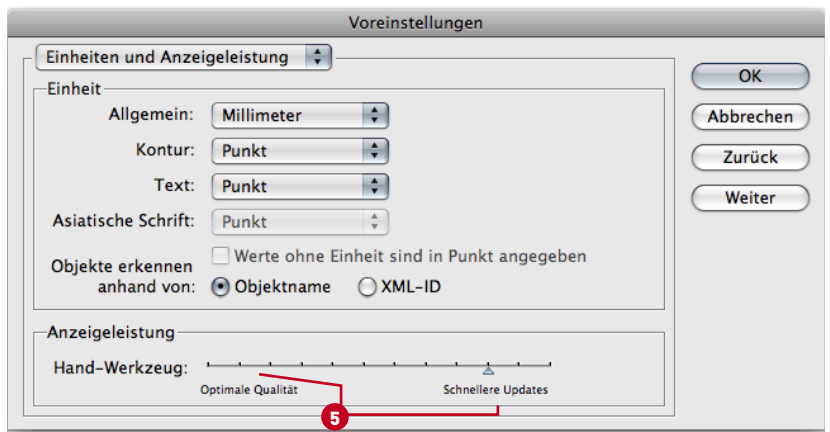 Voreinstellungen
Einheiten und Anzeigeleistung
Einheit
Allgemein: Millimeter
Kontur: Punkt
Text: Punkt
Asiatische Schrift: Punkt
Werte ohne Einheit sind in Punkt angegeben
Objekte erkennen
anhand von: Objektname XML-ID
Anzeigeleistung
Hand-Werkzeug:
Optimale Qualität Schnellere Updates
5
OK
Abbrechen
Zurück
Weiter